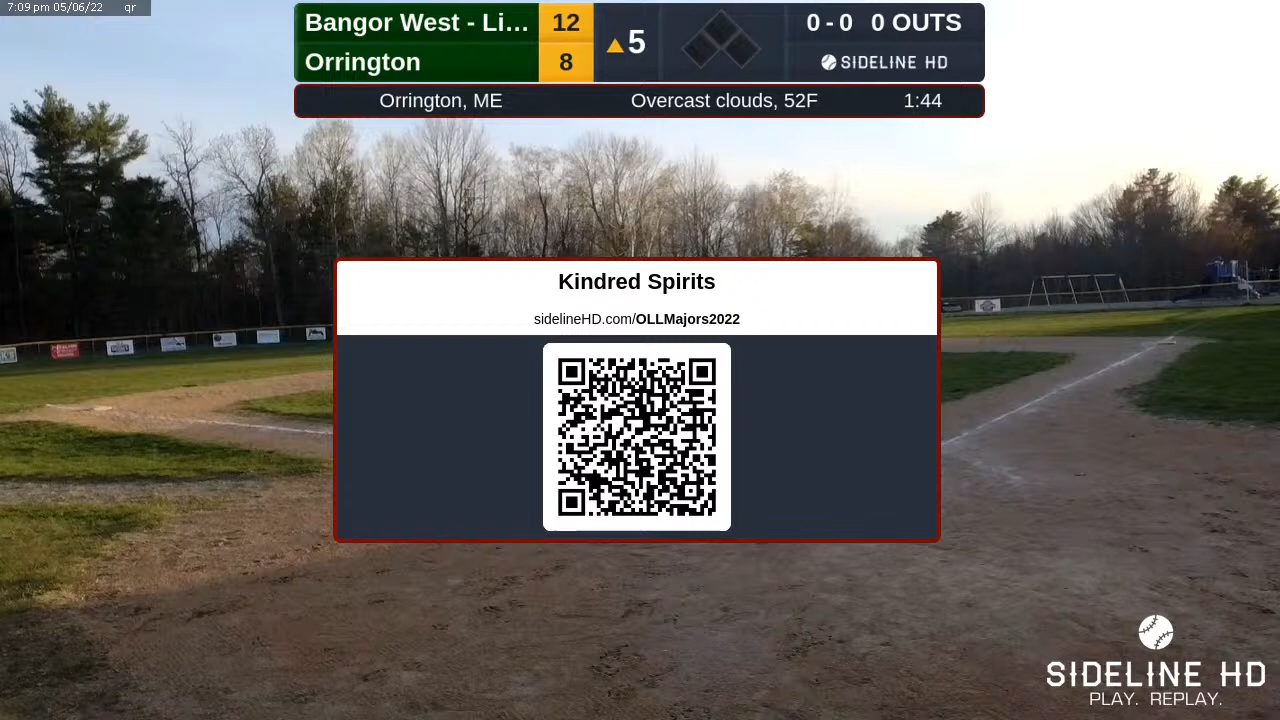 7:09 pm 05/06/22 qr
Bangor West - Li... 12
Orrington 8
▲5
0 - 0 0 OUTS
SIDELINE HD
Orrington, ME Overcast clouds, 52F 1:44
Kindred Spirits
sidelineHD.com/OLLMajors2022
SIDELINE HD
PLAY. REPLAY.